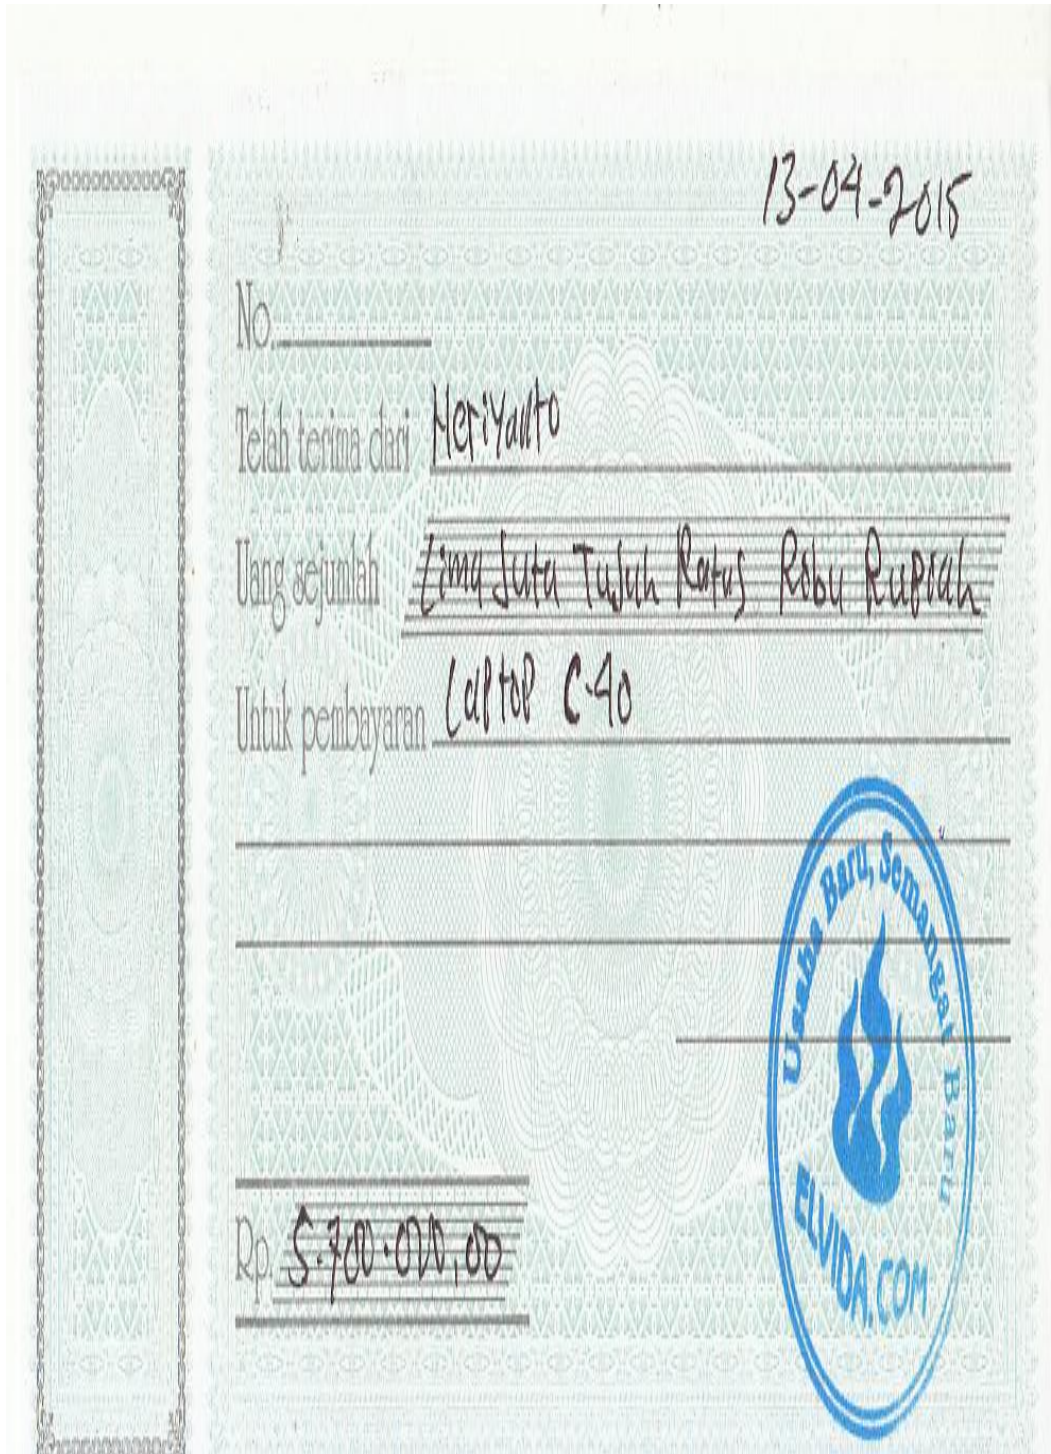 13-04-2015
No.
Telah terima dari Heriyanto
Uang sejumlah Lima Juta Tujuh Ratus Ribu Rupiah
Untuk pembayaran Laptop C-40
Usaha Baru, Semangat Baru
ELVIDA.COM
Rp. 5.700.000,00